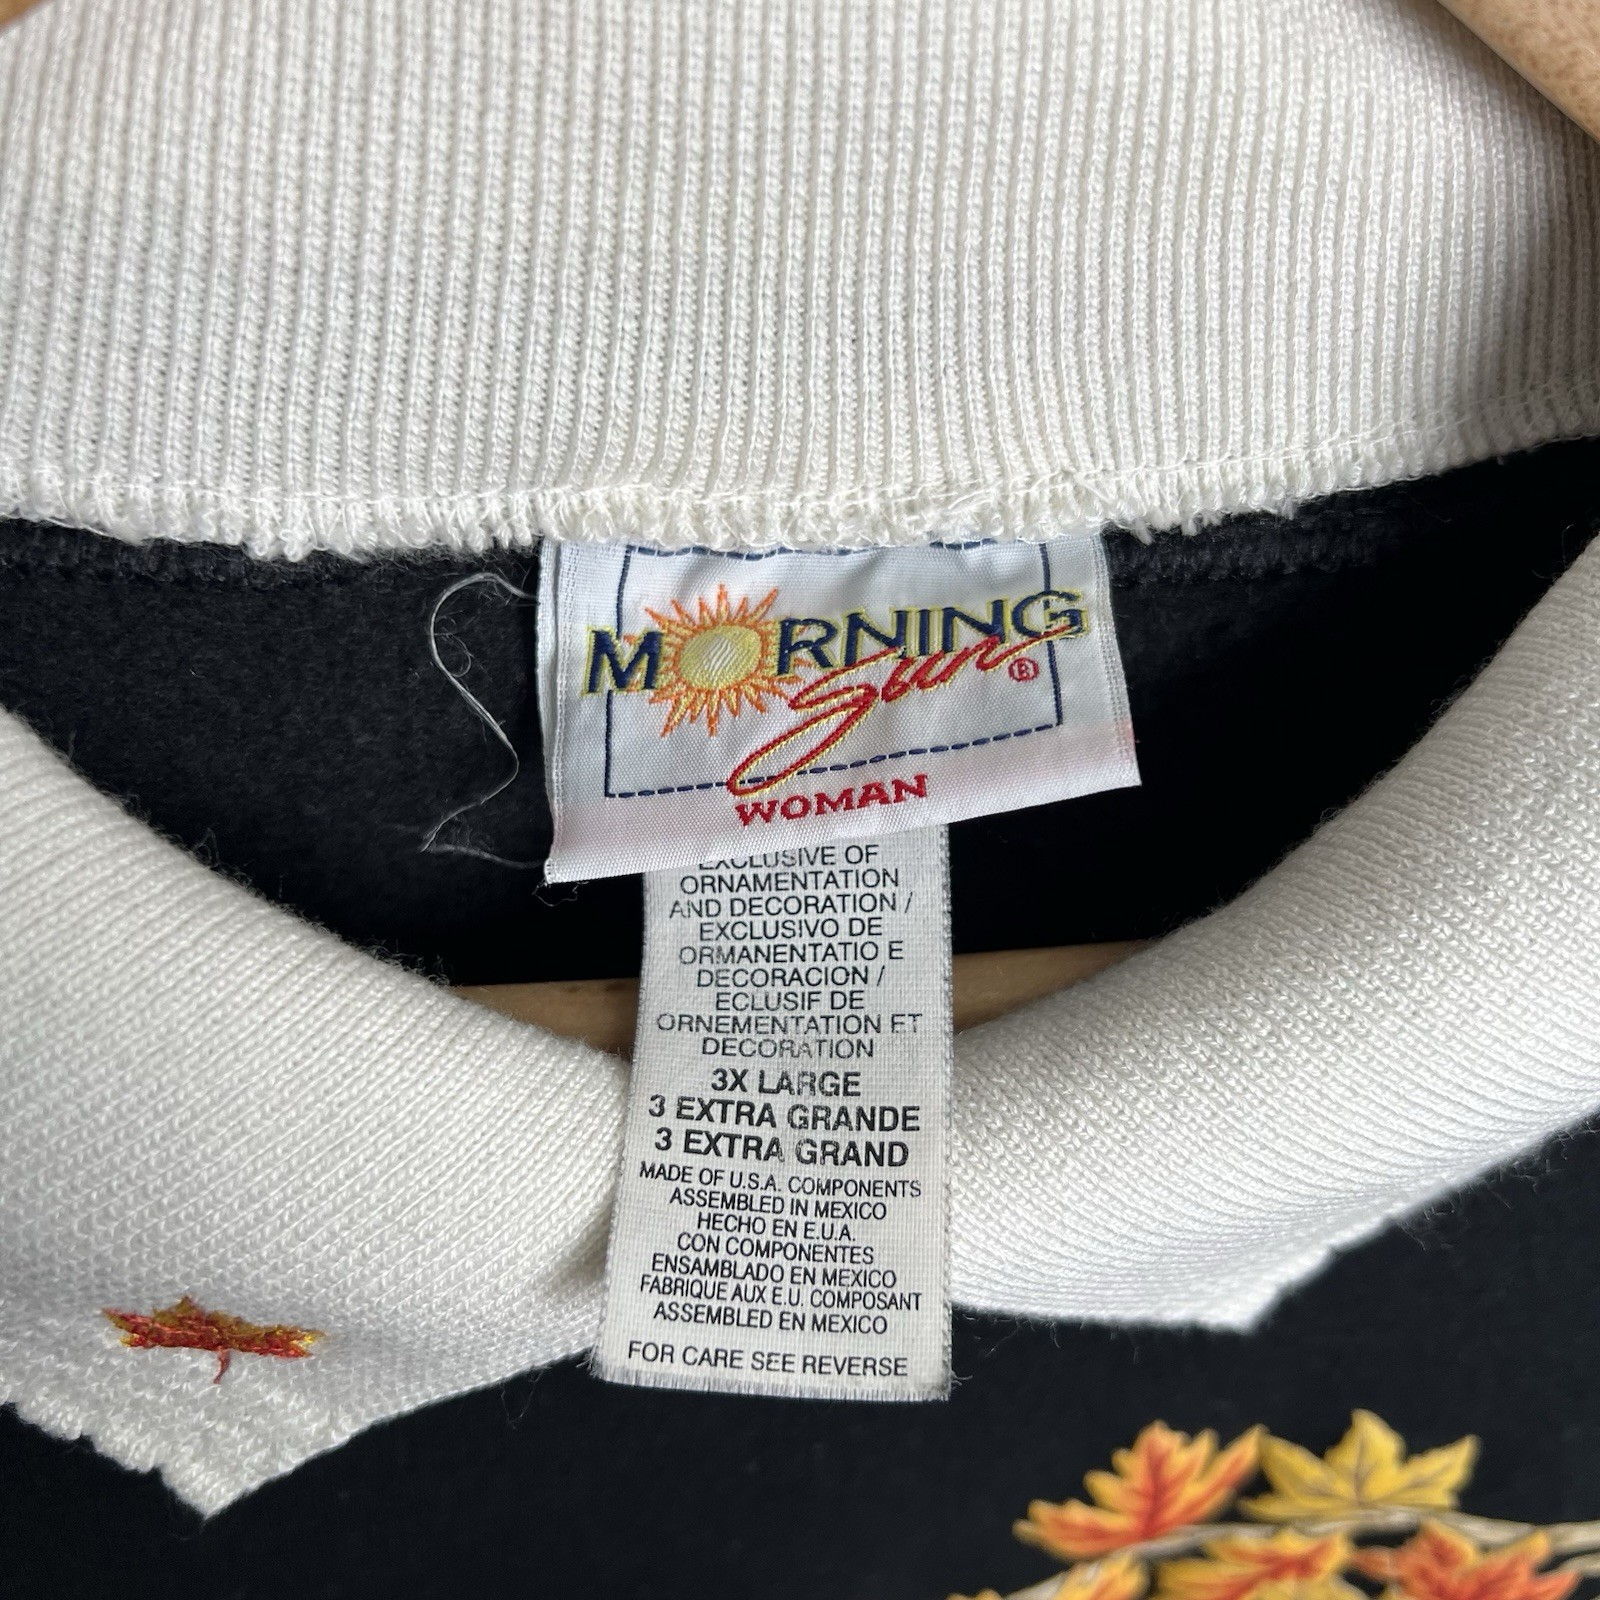 MORNING
Sun®
WOMAN
EXCLUSIVE OF
ORNAMENTATION
AND DECORATION /
EXCLUSIVO DE
ORMANENTATIO E
DECORACION /
ECLUSIF DE
ORNEMENTATION ET
DECORATION
3X LARGE
3 EXTRA GRANDE
3 EXTRA GRAND
MADE OF U.S.A. COMPONENTS
ASSEMBLED IN MEXICO
HECHO EN E.U.A.
CON COMPONENTES
ENSAMBLADO EN MEXICO
FABRIQUE AUX E.U. COMPOSANT
ASSEMBLED EN MEXICO
FOR CARE SEE REVERSE